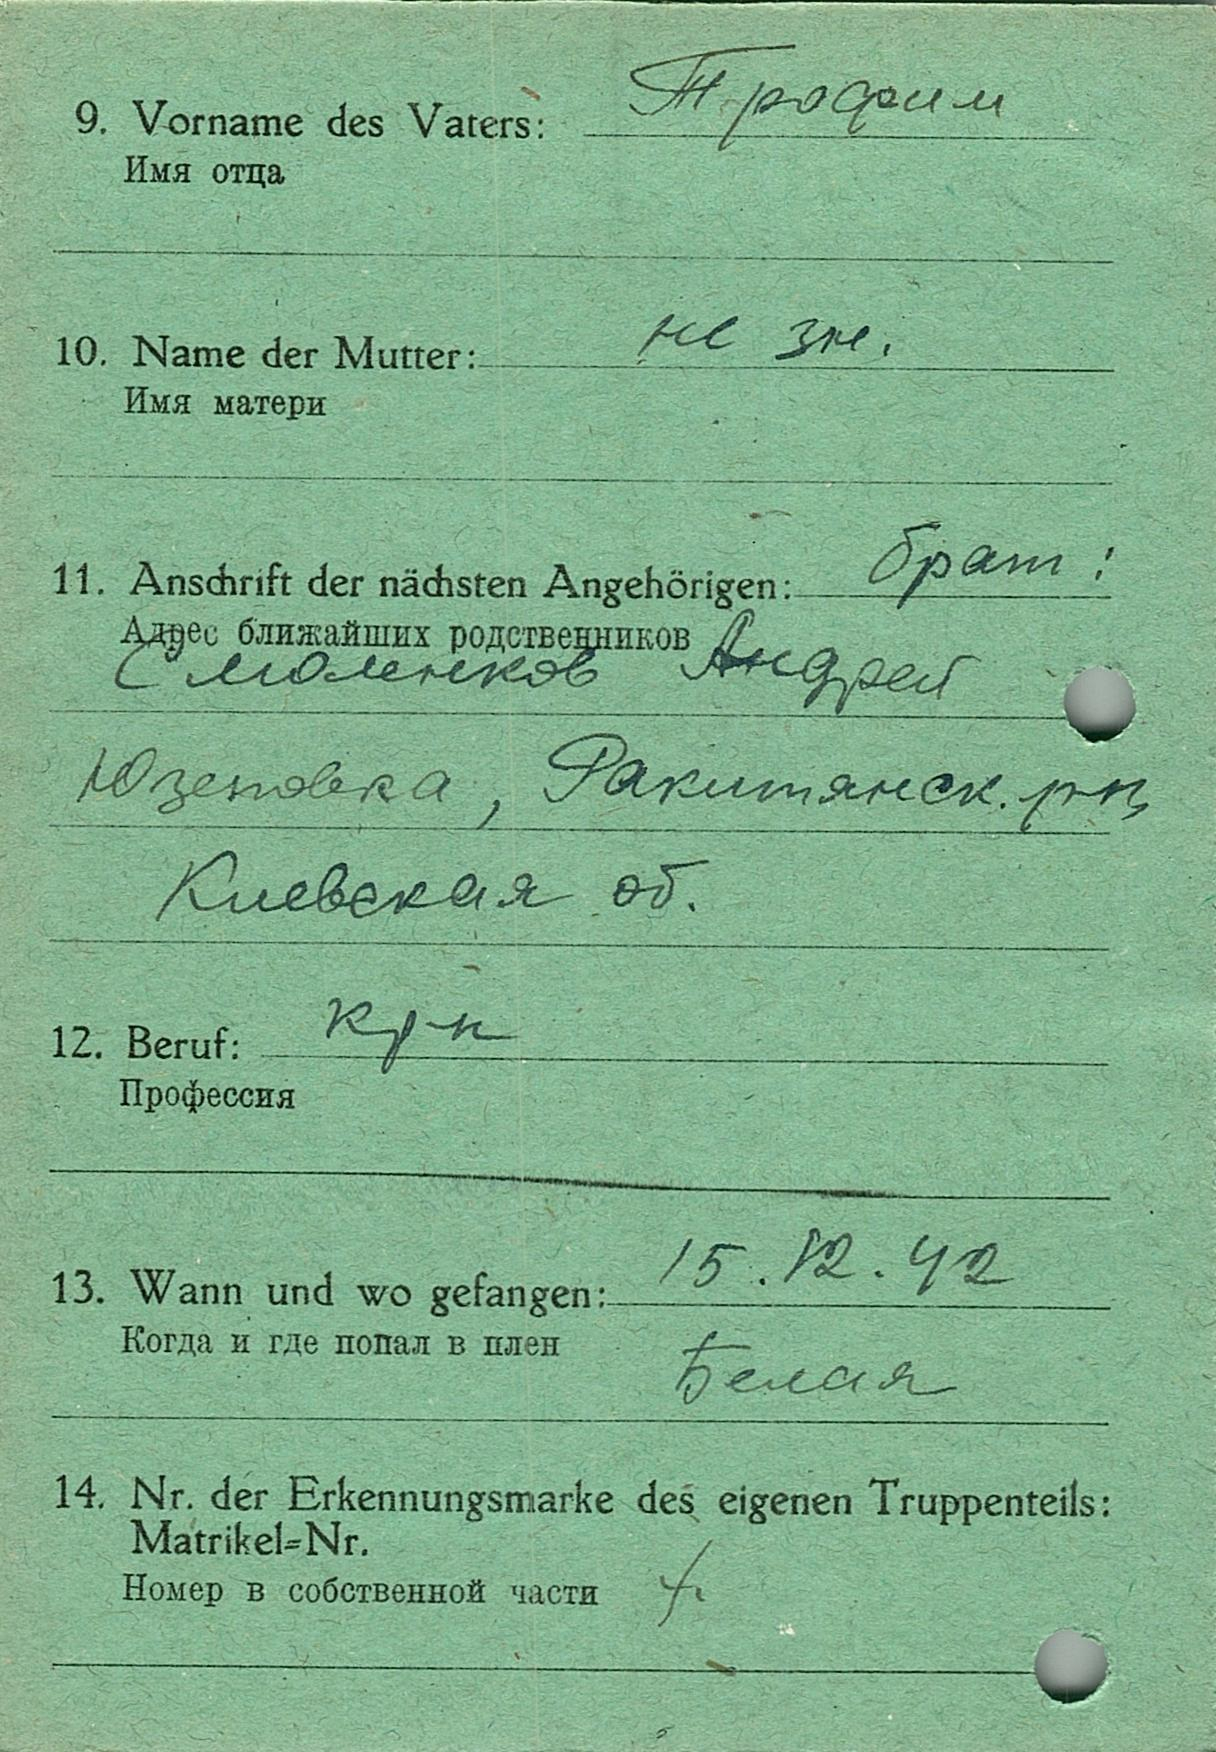 9. Vorname des Vaters: Трофим
Имя отца
10. Name der Mutter: не зн.
Имя матери
11. Anschrift der nächsten Angehörigen: брат:
Адрес ближайших родственников
Смоленков Андрей
Юзеповка, Ракитянск. р-н,
Киевская об.
12. Beruf: кр-н
Профессия
13. Wann und wo gefangen: 15.12.42
Когда и где попал в плен
Белая
14. Nr. der Erkennungsmarke des eigenen Truppenteils:
Matrikel=Nr.
Номер в собственной части